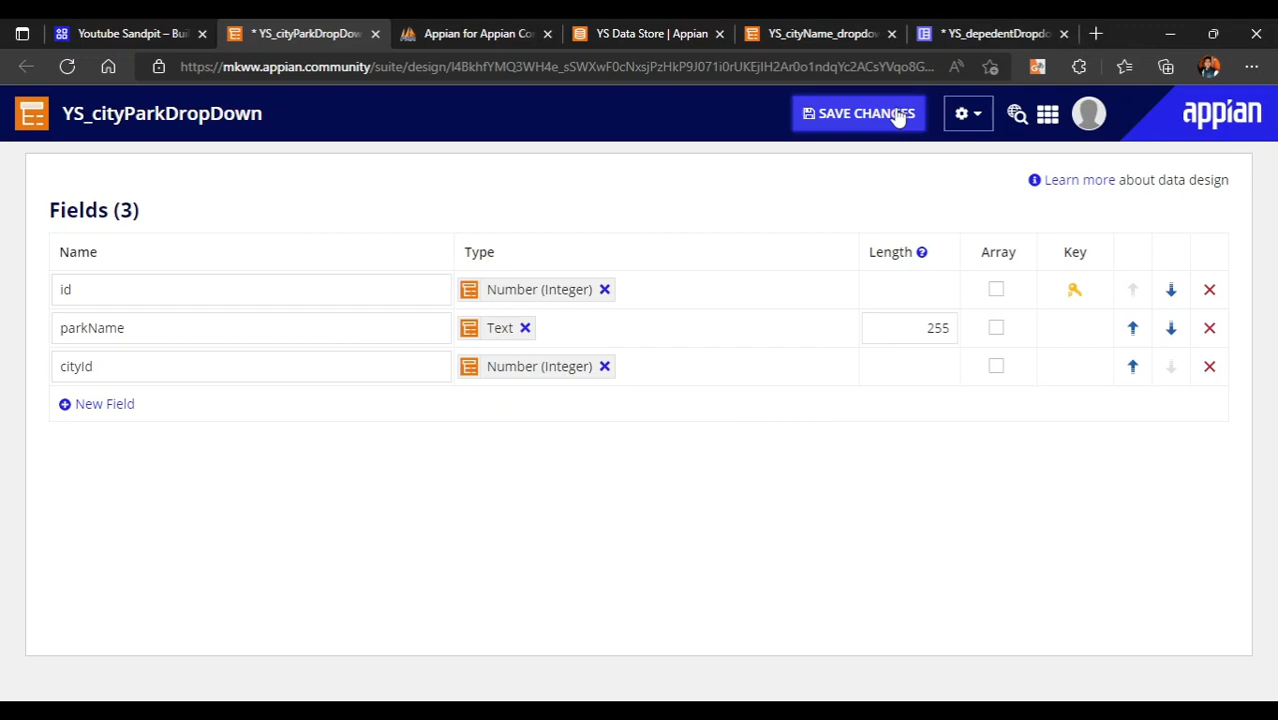 Youtube Sandpit – Buil
* YS_cityParkDropDow
Appian for Appian Co
YS Data Store | Appian
YS_cityName_dropdow
* YS_depedentDropdo
https://mkww.appian.community/suite/design/l4BkhfYMQ3WH4e_sSWXwF0cNxsjPzHkP9J071i0rUKEjIH2Ar0o1ndqYc2ACsYVqo8G...
YS_cityParkDropDown
SAVE CHANGES
appian
Learn more about data design
Fields (3)
Name Type Length Array Key
id Number (Integer)
parkName Text 255
cityId Number (Integer)
New Field